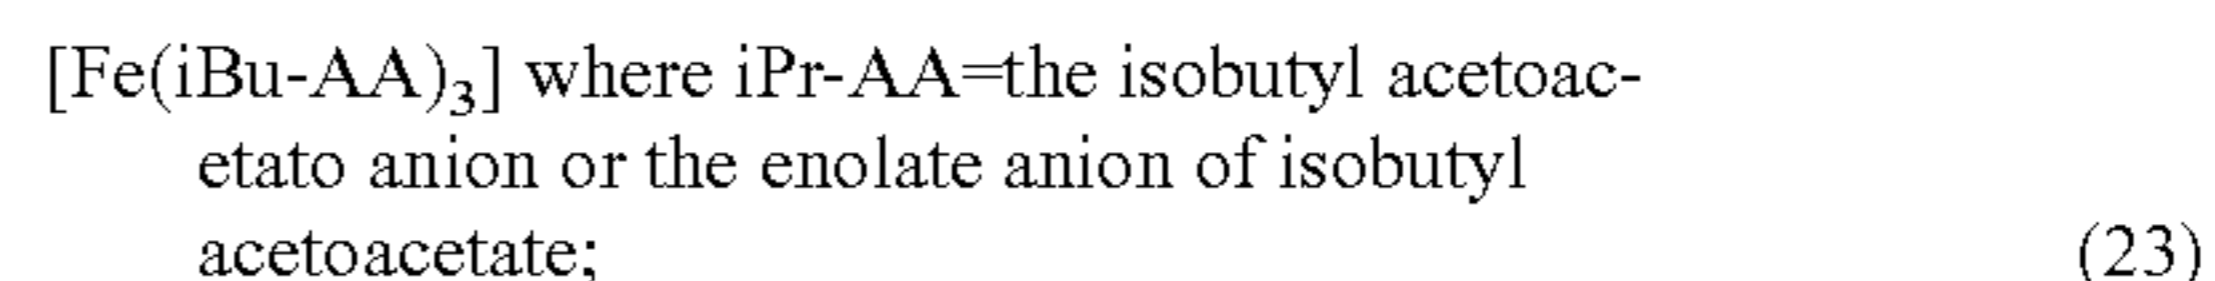 [Fe(iBu-AA)₃] where iPr-AA=the isobutyl acetoac-
etato anion or the enolate anion of isobutyl
acetoacetate; (23)